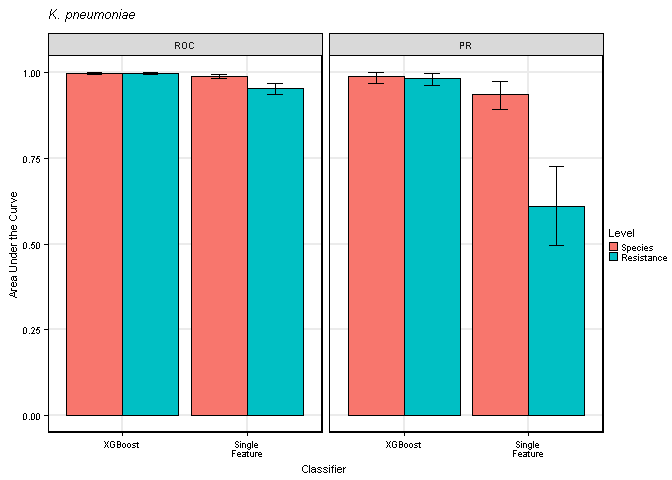 K. pneumoniae
ROC
PR
1.00
0.75
0.50
0.25
0.00
Area Under the Curve
XGBoost
Single
Feature
XGBoost
Single
Feature
Classifier
Level
Species
Resistance